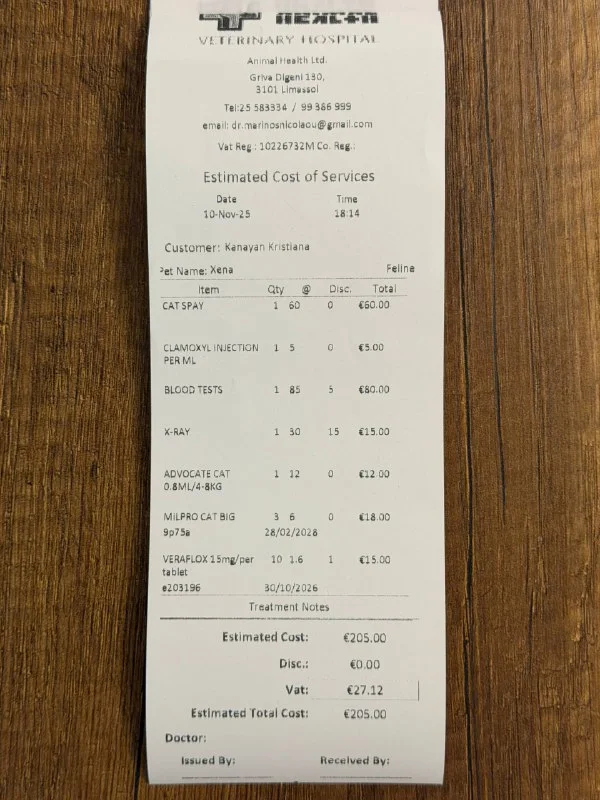 VETERINARY HOSPITAL
Animal Health Ltd.
Griva Digeni 130,
3101 Limassol
Tel:25 583334 / 99 386 999
email: dr.marinosnicolaou@gmail.com
Vat Reg : 10226732M Co. Reg.:
Estimated Cost of Services
Date Time
10-Nov-25 18:14
Customer: Kanayan Kristiana
Pet Name: Xena Feline
Item Qty @ Disc. Total
CAT SPAY 1 60 0 €60.00
CLAMOXYL INJECTION 1 5 0 €5.00
PER ML
BLOOD TESTS 1 85 5 €80.00
X-RAY 1 30 15 €15.00
ADVOCATE CAT 1 12 0 €12.00
0.8ML/4-8KG
MILPRO CAT BIG 3 6 0 €18.00
9p75a 28/02/2028
VERAFLOX 15mg/per 10 1.6 1 €15.00
tablet
e203196 30/10/2026
Treatment Notes
Estimated Cost: €205.00
Disc.: €0.00
Vat: €27.12
Estimated Total Cost: €205.00
Doctor:
Issued By: Received By: